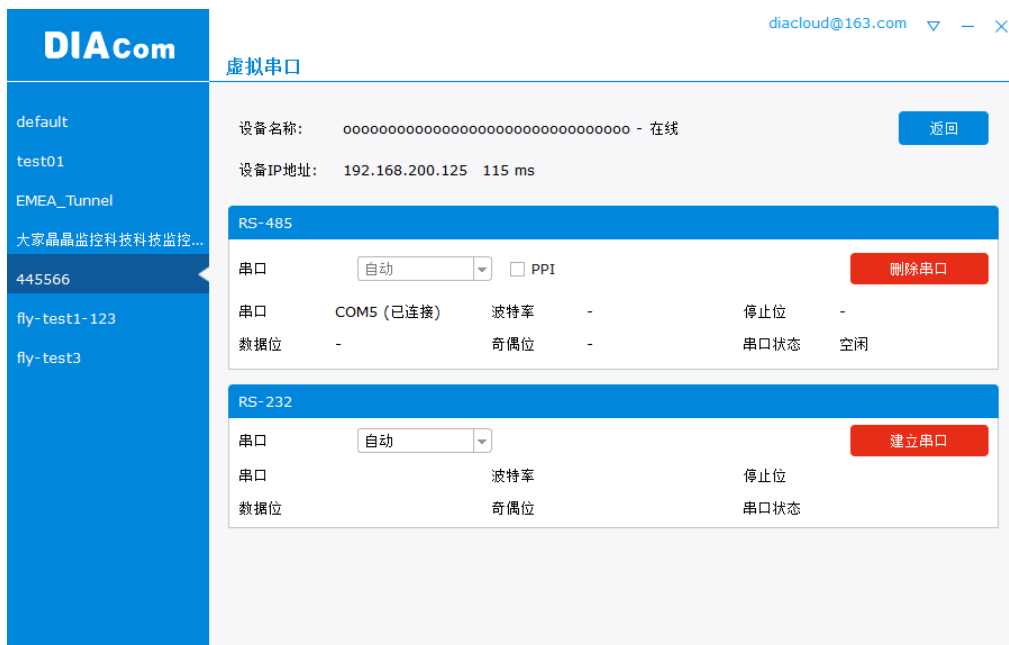 diacloud@163.com
DIACom
虚拟串口
default
test01
EMEA_Tunnel
大家晶晶监控科技科技监控...
445566
fly-test1-123
fly-test3
设备名称: oooooooooooooooooooooooooooooooo - 在线
返回
设备IP地址: 192.168.200.125 115 ms
RS-485
串口 自动 PPI 删除串口
串口 COM5 (已连接) 波特率 - 停止位 -
数据位 - 奇偶位 - 串口状态 空闲
RS-232
串口 自动 建立串口
串口 波特率 停止位
数据位 奇偶位 串口状态